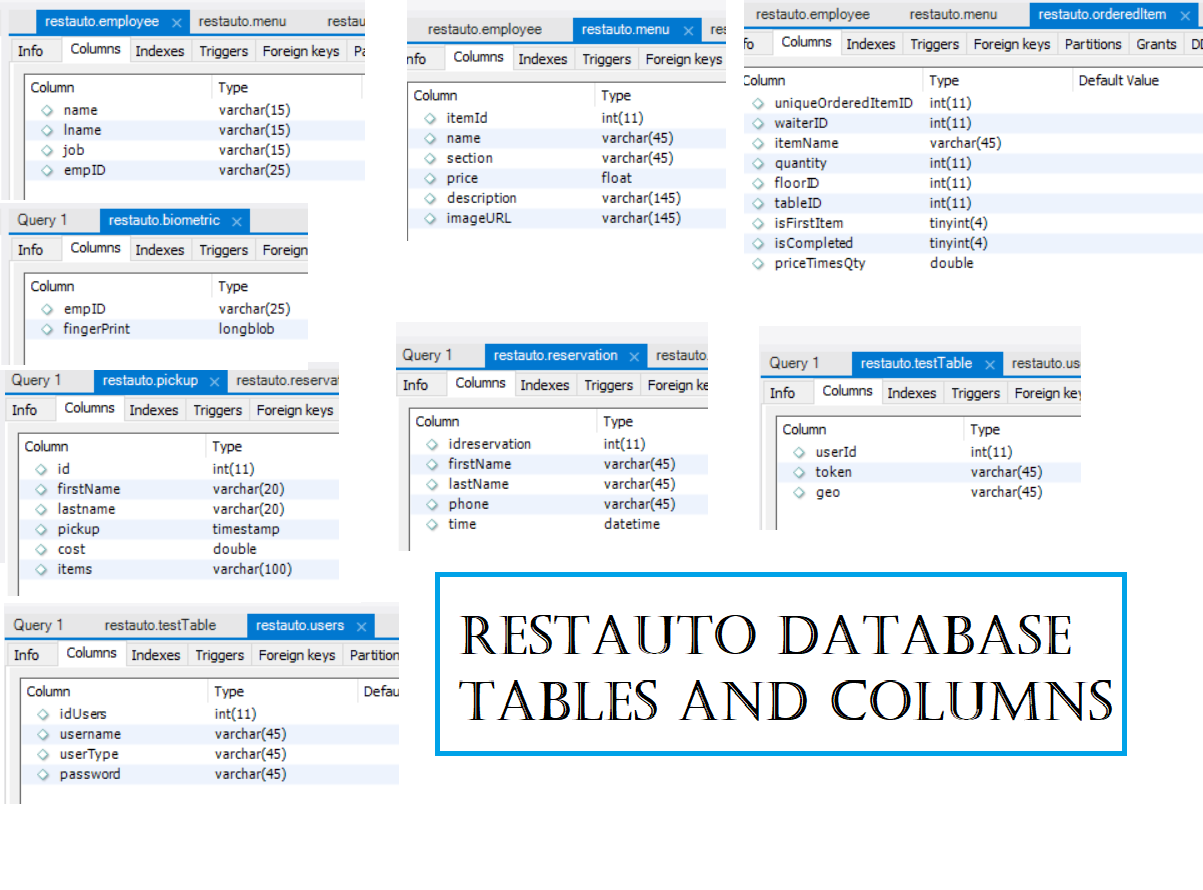 restauto.employee × restauto.menu restau
Info Columns Indexes Triggers Foreign keys Pa
Column Type
name varchar(15)
lname varchar(15)
job varchar(15)
empID varchar(25)
Query 1 restauto.biometric ×
Info Columns Indexes Triggers Foreign
Column Type
empID varchar(25)
fingerPrint longblob
Query 1 restauto.pickup × restauto.reservat
Info Columns Indexes Triggers Foreign keys
Column Type
id int(11)
firstName varchar(20)
lastname varchar(20)
pickup timestamp
cost double
items varchar(100)
Query 1 restauto.testTable restauto.users ×
Info Columns Indexes Triggers Foreign keys Partition
Column Type Defau
idUsers int(11)
username varchar(45)
userType varchar(45)
password varchar(45)
restauto.employee restauto.menu × res
nfo Columns Indexes Triggers Foreign keys
Column Type
itemId int(11)
name varchar(45)
section varchar(45)
price float
description varchar(145)
imageURL varchar(145)
Query 1 restauto.reservation × restauto.
Info Columns Indexes Triggers Foreign ke
Column Type
idreservation int(11)
firstName varchar(45)
lastName varchar(45)
phone varchar(45)
time datetime
restauto.employee restauto.menu restauto.orderedItem ×
fo Columns Indexes Triggers Foreign keys Partitions Grants DD
Column Type Default Value
uniqueOrderedItemID int(11)
waiterID int(11)
itemName varchar(45)
quantity int(11)
floorID int(11)
tableID int(11)
isFirstItem tinyint(4)
isCompleted tinyint(4)
priceTimesQty double
Query 1 restauto.testTable × restauto.us
Info Columns Indexes Triggers Foreign key
Column Type
userId int(11)
token varchar(45)
geo varchar(45)
RESTAUTO DATABASE
TABLES AND COLUMNS